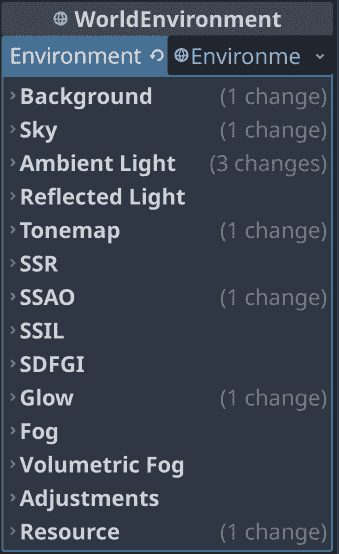 WorldEnvironment
Environment Environme
Background (1 change)
Sky (1 change)
Ambient Light (3 changes)
Reflected Light
Tonemap (1 change)
SSR
SSAO (1 change)
SSIL
SDFGI
Glow (1 change)
Fog
Volumetric Fog
Adjustments
Resource (1 change)